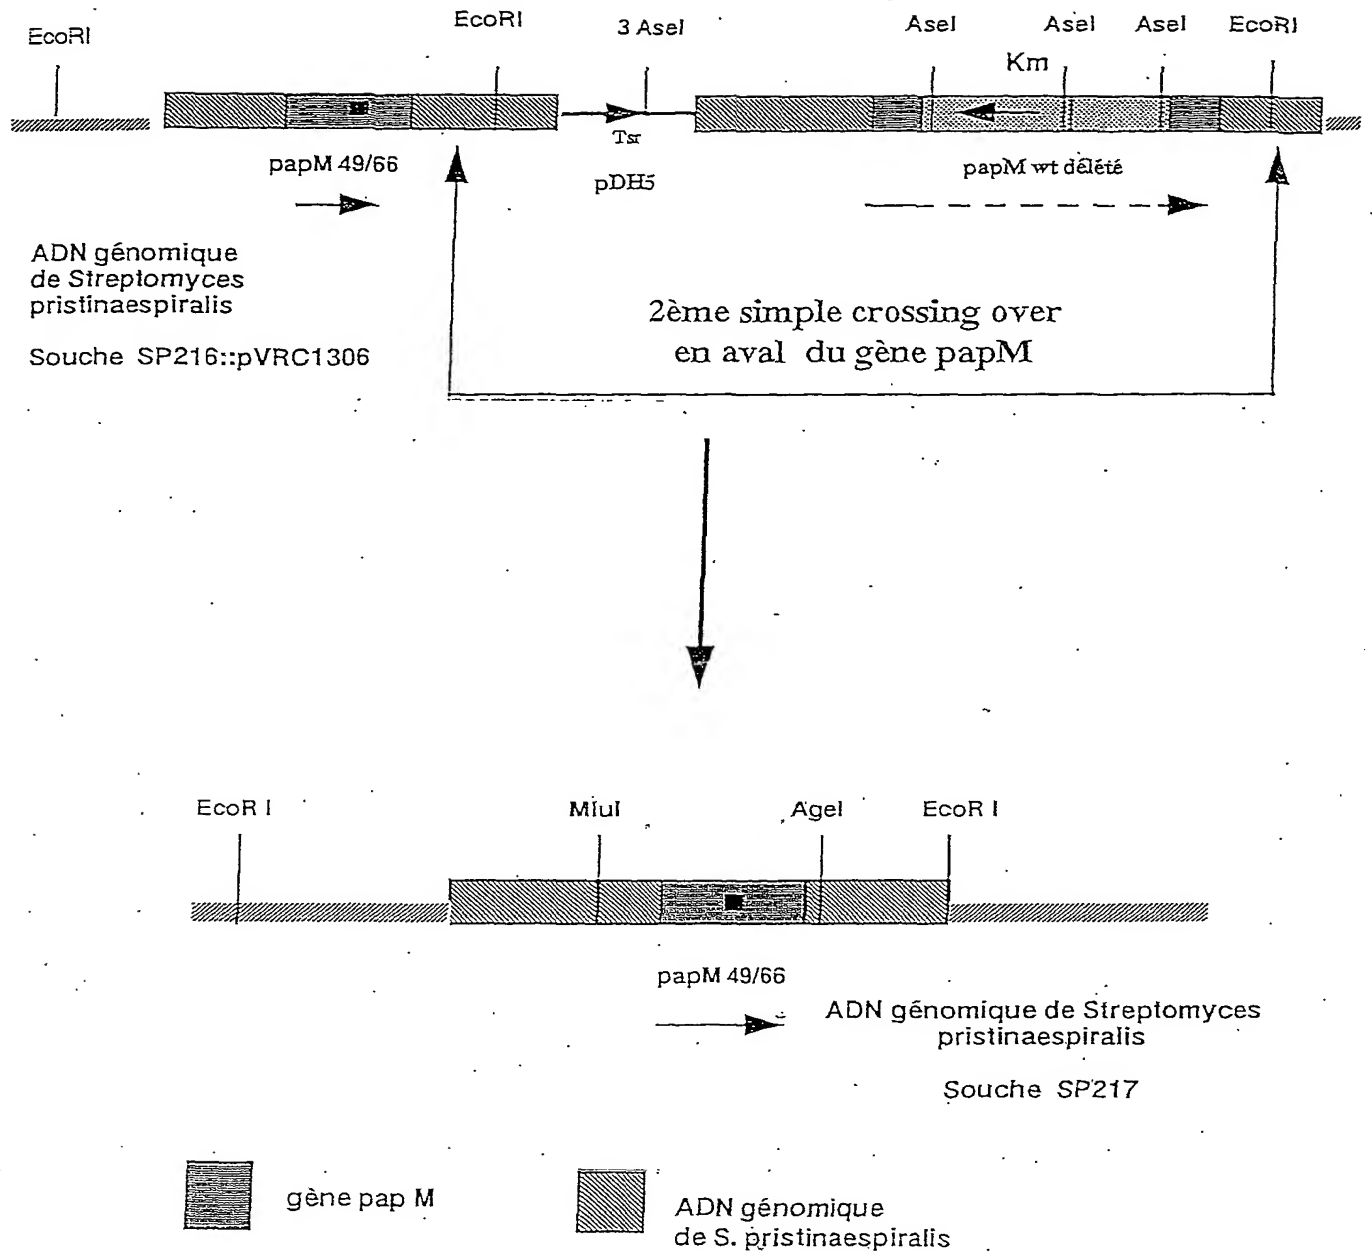 EcoRI
EcoRI
3 AseI
AseI
AseI
AseI
EcoRI
Km
Tsr
papM 49/66
pDH5
papM wt délété
ADN génomique
de Streptomyces
pristinaespiralis
Souche SP216::pVRC1306
2ème simple crossing over
en aval du gène papM
EcoR I
MluI
AgeI
EcoR I
papM 49/66
ADN génomique de Streptomyces
pristinaespiralis
Souche SP217
gène pap M
ADN génomique
de S. pristinaespiralis